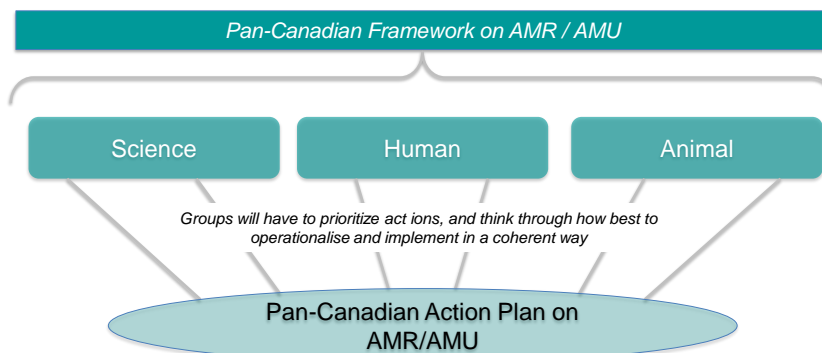 Pan-Canadian Framework on AMR / AMU
Science
Human
Animal
Groups will have to prioritize act ions, and think through how best to
operationalise and implement in a coherent way
Pan-Canadian Action Plan on
AMR/AMU